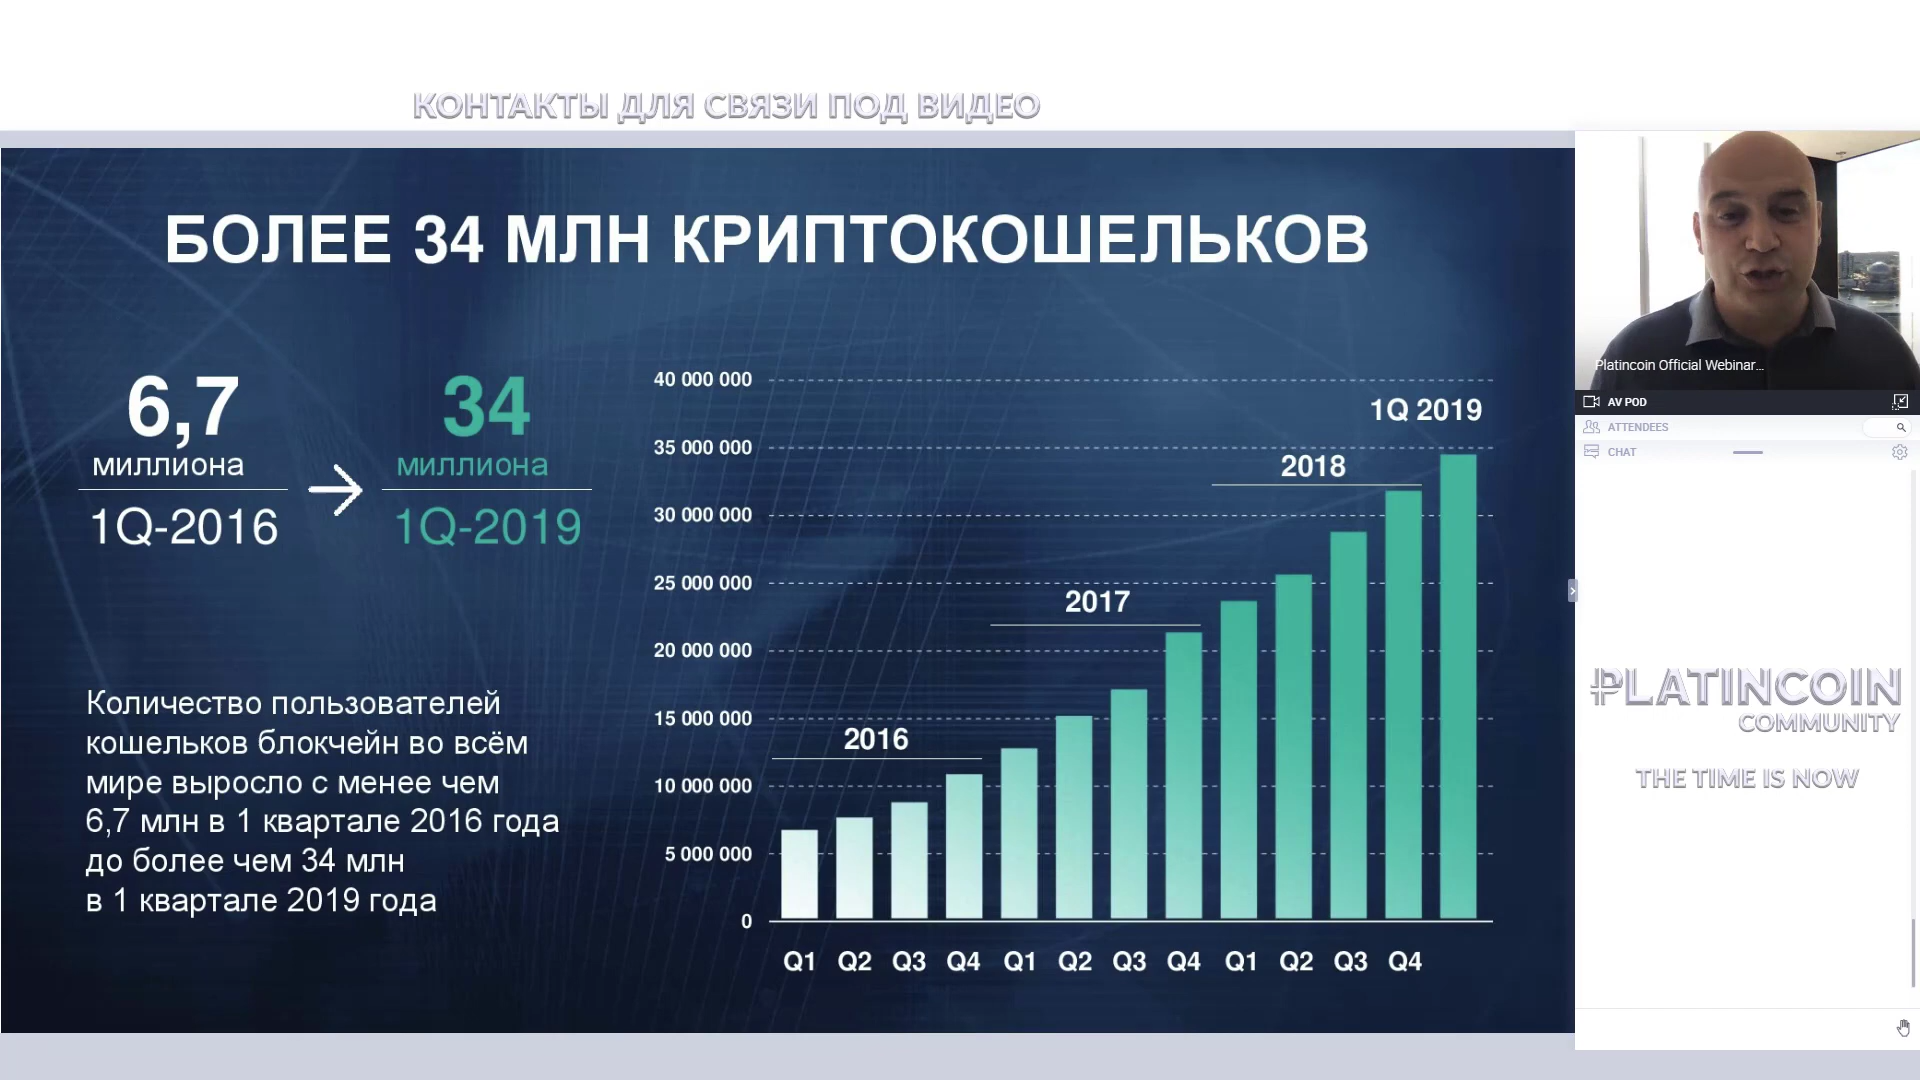 КОНТАКТЫ ДЛЯ СВЯЗИ ПОД ВИДЕО
БОЛЕЕ 34 МЛН КРИПТОКОШЕЛЬКОВ
6,7
миллиона
1Q-2016
34
миллиона
1Q-2019
Количество пользователей
кошельков блокчейн во всём
мире выросло с менее чем
6,7 млн в 1 квартале 2016 года
до более чем 34 млн
в 1 квартале 2019 года
40 000 000
35 000 000
30 000 000
25 000 000
20 000 000
15 000 000
10 000 000
5 000 000
0
2016
2017
2018
1Q 2019
Q1 Q2 Q3 Q4 Q1 Q2 Q3 Q4 Q1 Q2 Q3 Q4
Platincoin Official Webinar...
AV POD
ATTENDEES
CHAT
PLATINCOIN
COMMUNITY
THE TIME IS NOW